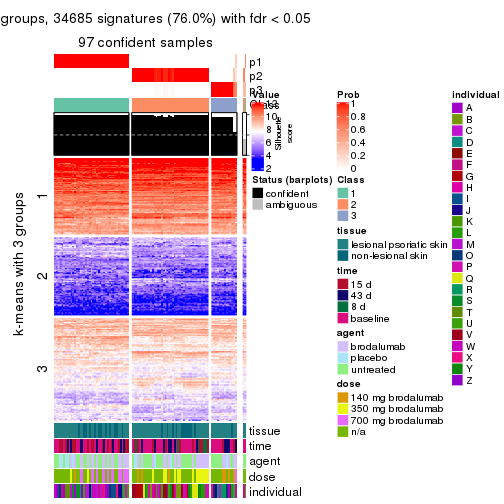 groups, 34685 signatures (76.0%) with fdr < 0.05
97 confident samples
p1
p2
p3
Class
k-means with 3 groups
1
2
3
tissue
time
agent
dose
individual
Value
12
10
8
6
4
2
Silhouette score
Status (barplots)
confident
ambiguous
Prob
1
0.8
0.6
0.4
0.2
0
Class
1
2
3
tissue
lesional psoriatic skin
non-lesional skin
time
15 d
43 d
8 d
baseline
agent
brodalumab
placebo
untreated
dose
140 mg brodalumab
350 mg brodalumab
700 mg brodalumab
n/a
individual
A
B
C
D
E
F
G
H
I
J
K
L
M
O
P
Q
R
S
T
U
V
W
X
Y
Z